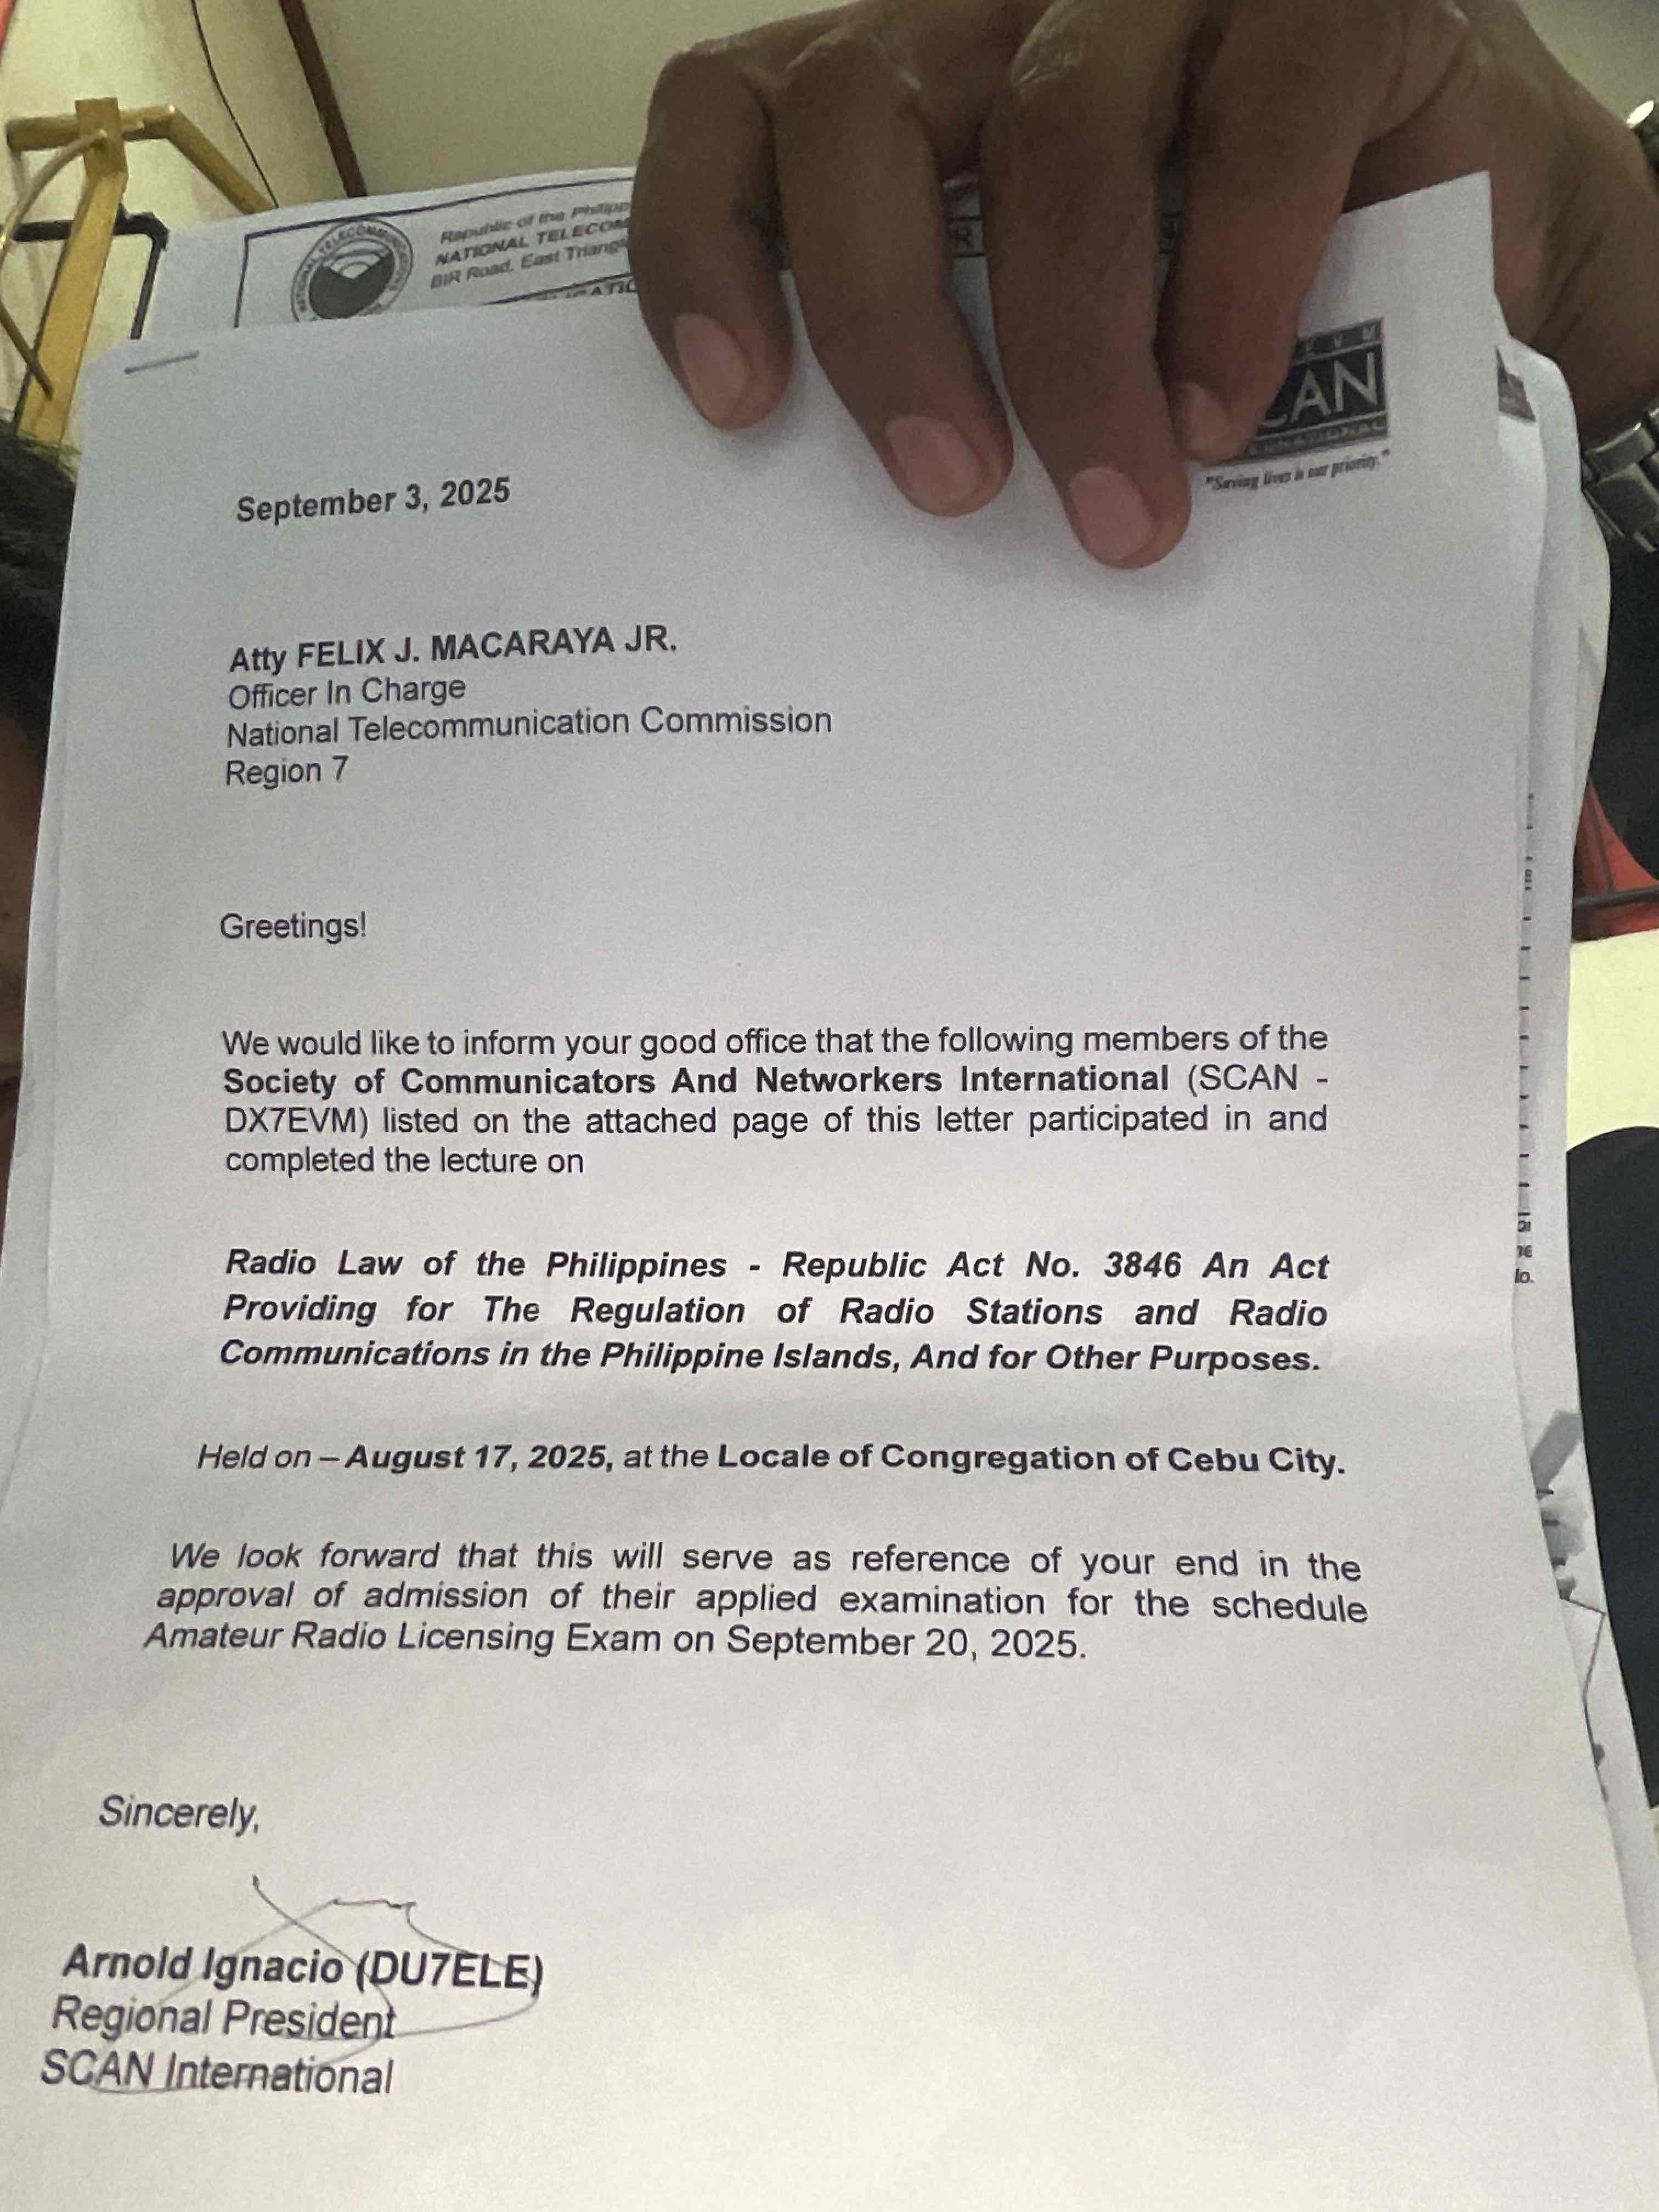 Republic of the
NATIONAL
BIR Road, East
CAN
"Saving lives is our priority."
September 3, 2025
Atty FELIX J. MACARAYA JR.
Officer In Charge
National Telecommunication Commission
Region 7
Greetings!
We would like to inform your good office that the following members of the
Society of Communicators And Networkers International (SCAN -
DX7EVM) listed on the attached page of this letter participated in and
completed the lecture on
Radio Law of the Philippines - Republic Act No. 3846 An Act
Providing for The Regulation of Radio Stations and Radio
Communications in the Philippine Islands, And for Other Purposes.
Held on – August 17, 2025, at the Locale of Congregation of Cebu City.
We look forward that this will serve as reference of your end in the
approval of admission of their applied examination for the schedule
Amateur Radio Licensing Exam on September 20, 2025.
Sincerely,
Arnold Ignacio (DU7ELE)
Regional President
SCAN International